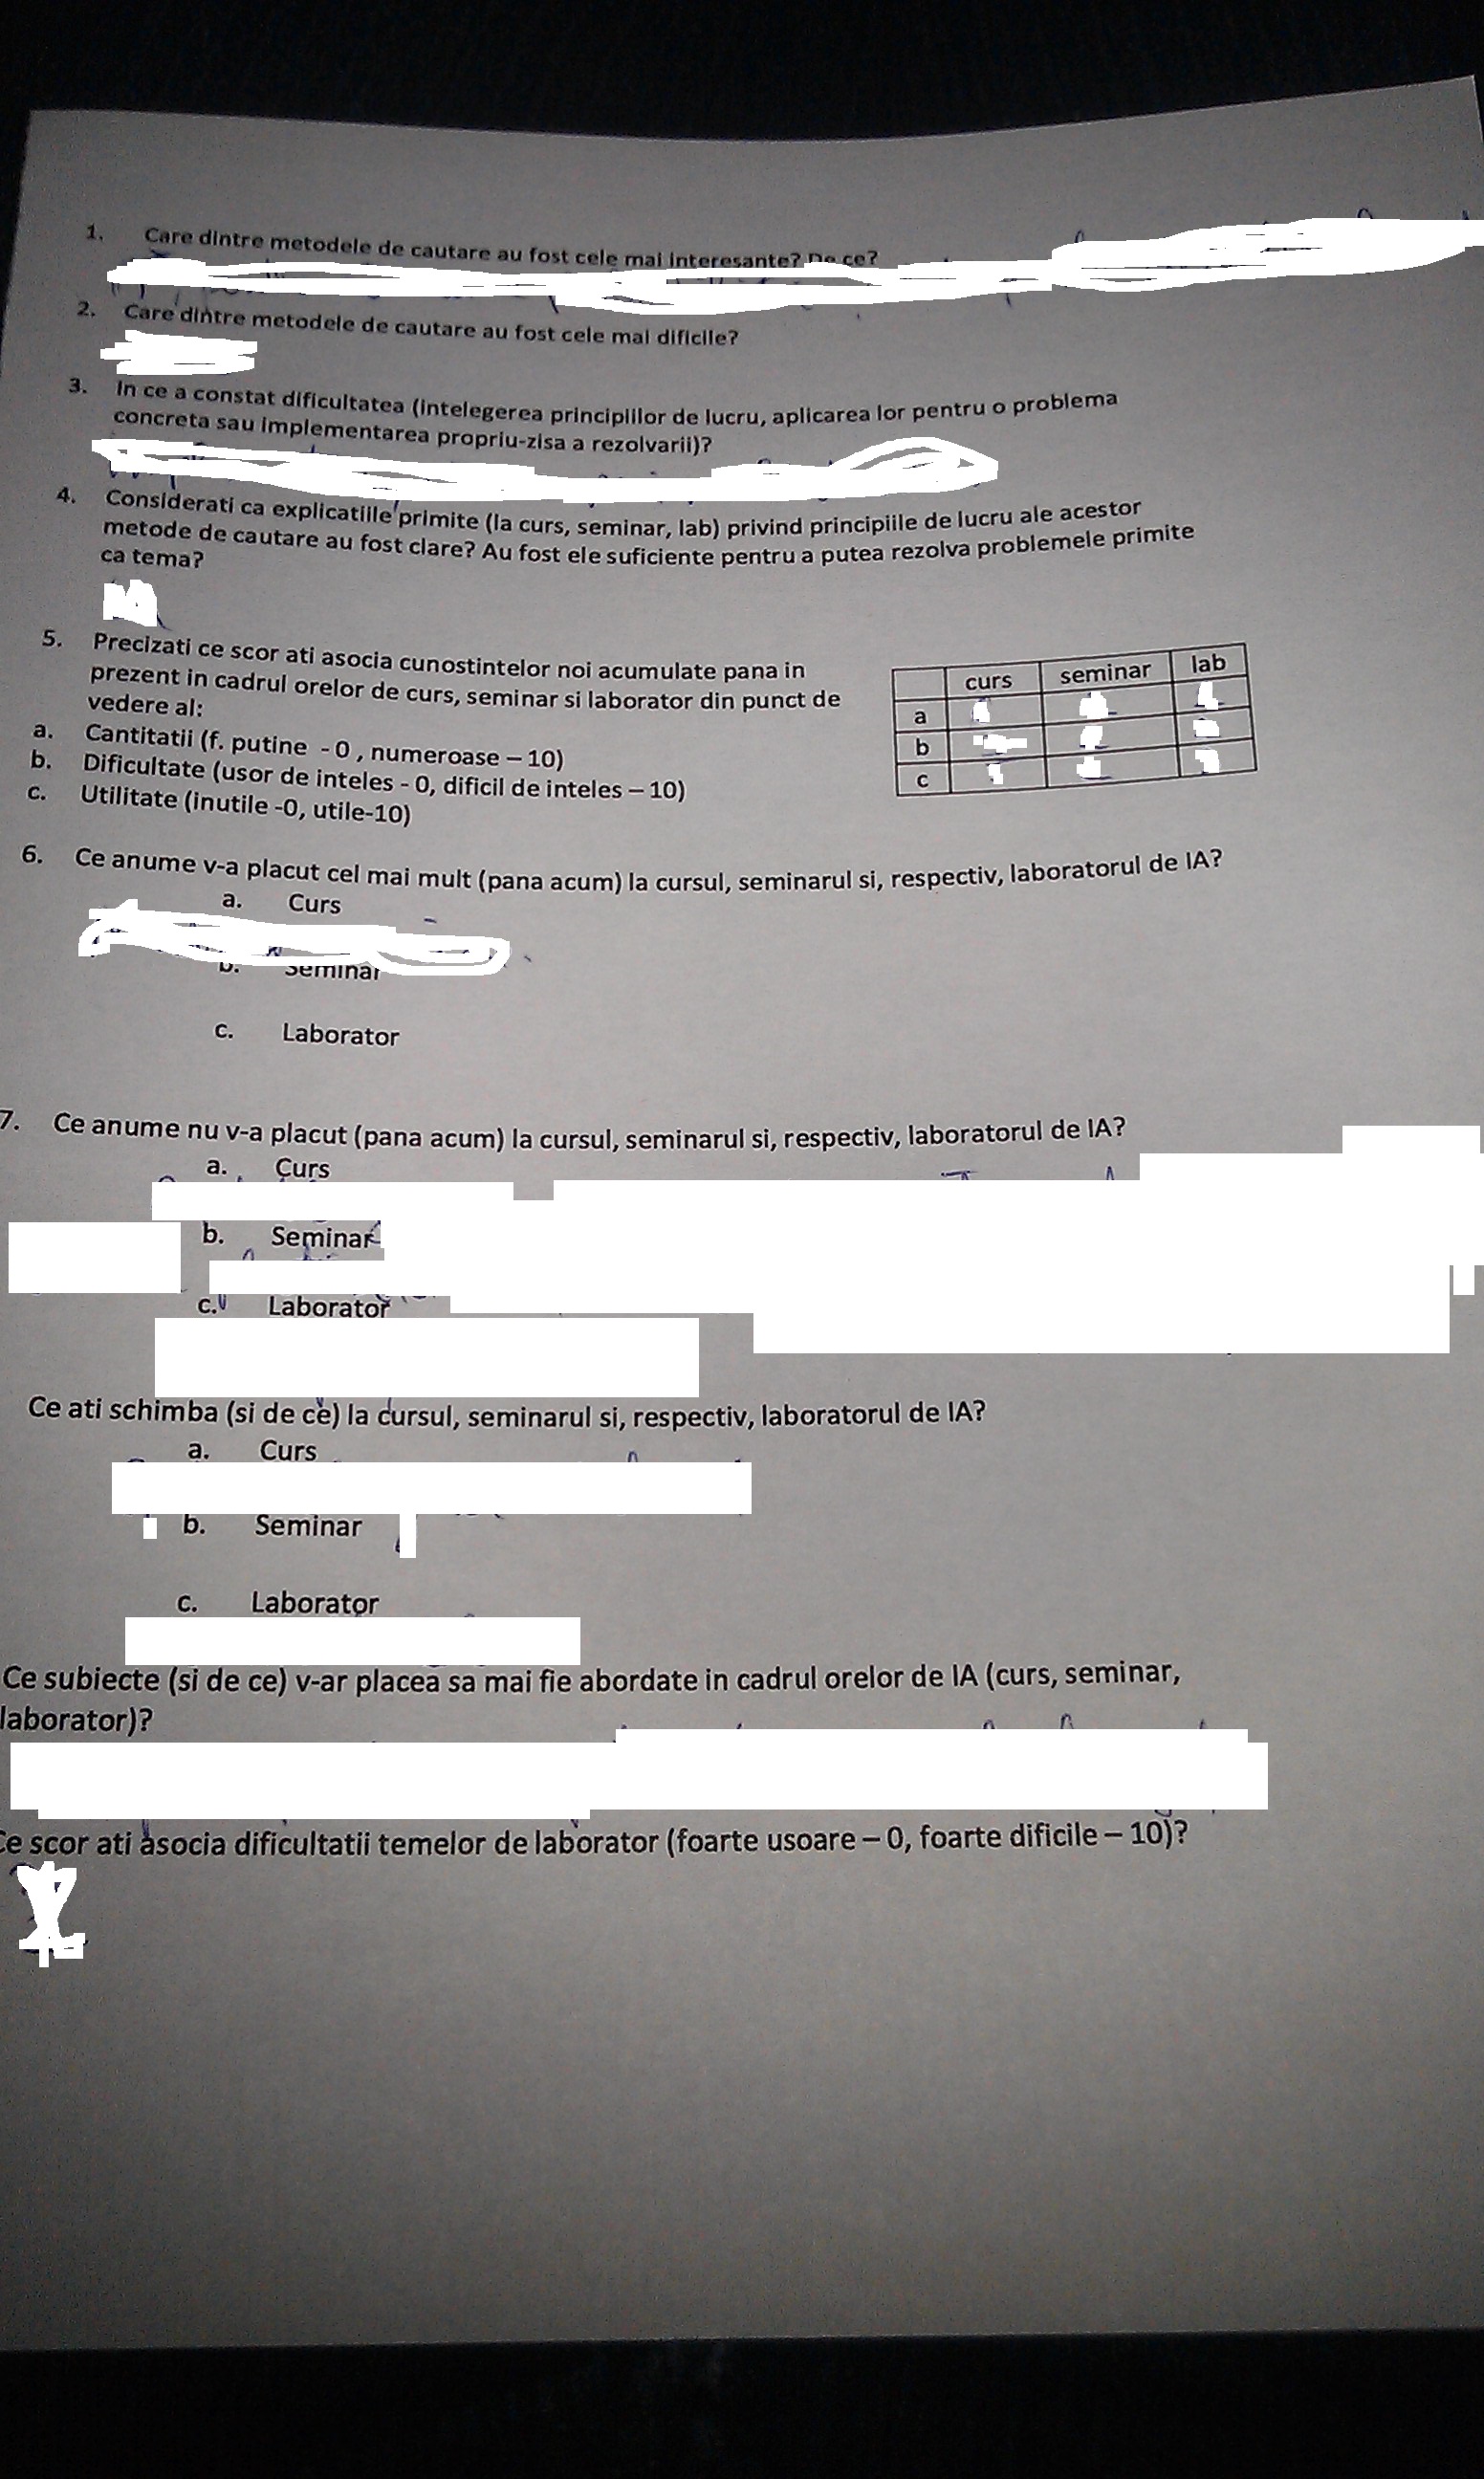 1. Care dintre metodele de cautare au fost cele mai interesante? De ce?
2. Care dintre metodele de cautare au fost cele mai dificile?
3. In ce a constat dificultatea (intelegerea principiilor de lucru, aplicarea lor pentru o problema
concreta sau implementarea propriu-zisa a rezolvarii)?
4. Considerati ca explicatiile primite (la curs, seminar, lab) privind principiile de lucru ale acestor
metode de cautare au fost clare? Au fost ele suficiente pentru a putea rezolva problemele primite
ca tema?
5. Precizati ce scor ati asocia cunostintelor noi acumulate pana in
prezent in cadrul orelor de curs, seminar si laborator din punct de
vedere al:
a. Cantitatii (f. putine - 0 , numeroase – 10)
b. Dificultate (usor de inteles - 0, dificil de inteles – 10)
c. Utilitate (inutile -0, utile-10)
curs seminar lab
a
b
c
6. Ce anume v-a placut cel mai mult (pana acum) la cursul, seminarul si, respectiv, laboratorul de IA?
a. Curs
b. Seminar
c. Laborator
7. Ce anume nu v-a placut (pana acum) la cursul, seminarul si, respectiv, laboratorul de IA?
a. Curs
b. Seminar
c. Laborator
Ce ati schimba (si de ce) la cursul, seminarul si, respectiv, laboratorul de IA?
a. Curs
b. Seminar
c. Laborator
Ce subiecte (si de ce) v-ar placea sa mai fie abordate in cadrul orelor de IA (curs, seminar,
laborator)?
Ce scor ati asocia dificultatii temelor de laborator (foarte usoare – 0, foarte dificile – 10)?